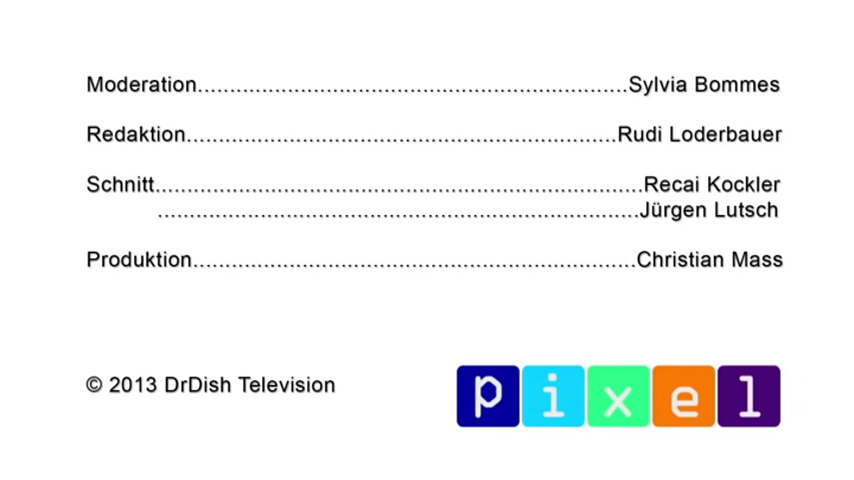 Moderation....................................................................Sylvia Bommes
Redaktion....................................................................Rudi Loderbauer
Schnitt.............................................................................Recai Kockler
............................................................................Jürgen Lutsch
Produktion......................................................................Christian Mass
© 2013 DrDish Television
pixel